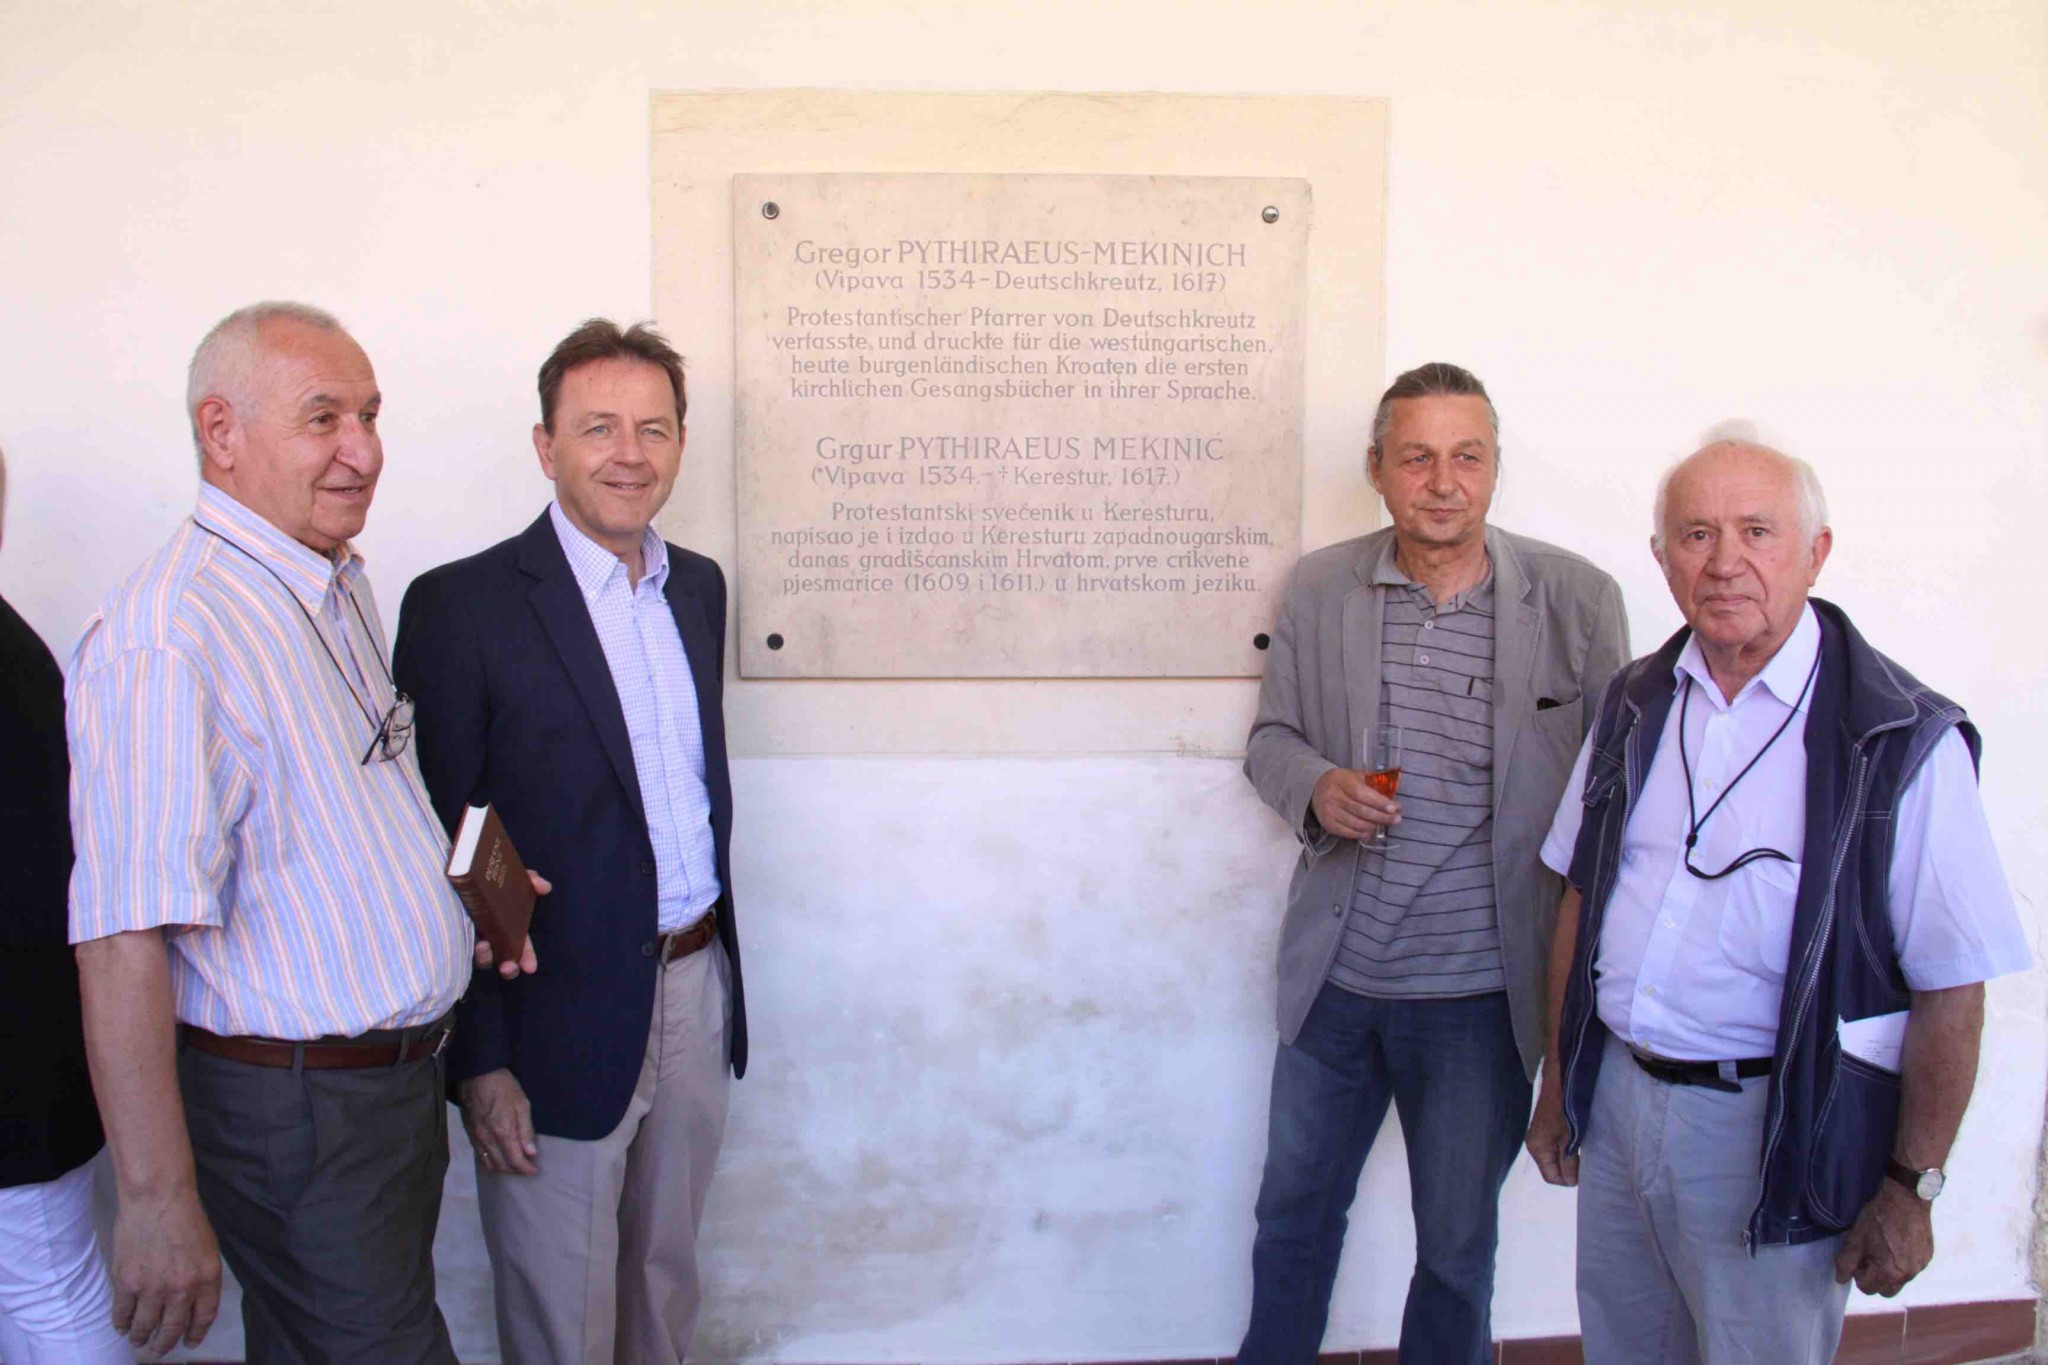 Gregor PYTHIRAEUS-MEKINICH
(Vipava 1534-Deutschkreutz, 1617)
Protestantischer Pfarrer von Deutschkreutz
verfasste und druckte für die westungarischen,
heute burgenländischen Kroaten die ersten
kirchlichen Gesangsbücher in ihrer Sprache.
Grgur PYTHIRAEUS MEKINIĆ
(*Vipava 1534.-†Kerestur, 1617.)
Protestantski svećenik u Keresturu,
napisao je i izdao u Keresturu zapadnougarskim,
danas gradišćanskim Hrvatom, prve crikvene
pjesmarice (1609 i 1611.) u hrvatskom jeziku.